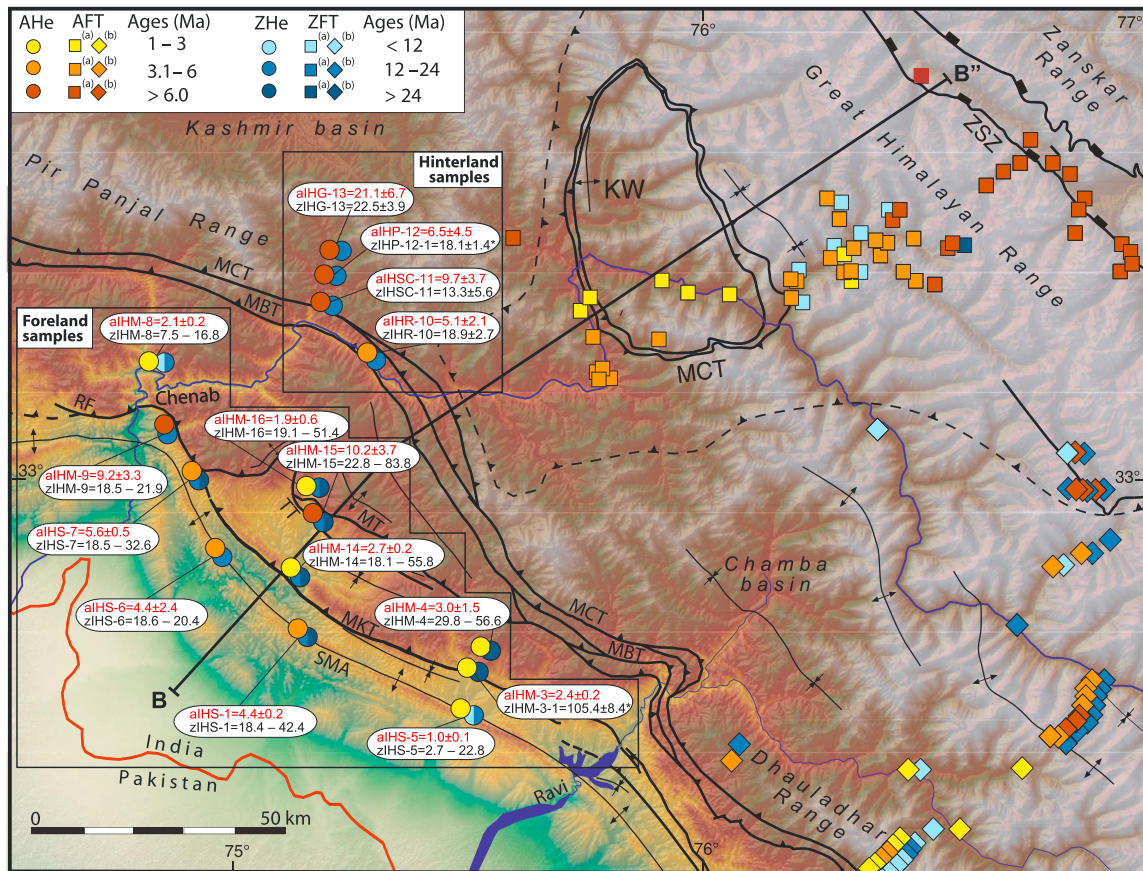 AHe AFT Ages (Ma) ZHe ZFT Ages (Ma)
(a) (b) 1 – 3 (a) (b) < 12
(a) (b) 3.1 – 6 (a) (b) 12 –24
(a) (b) > 6.0 (a) (b) > 24
76°
77°
Kashmir basin
Pir Panjal Range
Great Himalayan Range
Zanskar Range
ZSZ
B”
KW
MCT
Hinterland samples
aIHG-13=21.1±6.7
zIHG-13=22.5±3.9
aIHP-12=6.5±4.5
zIHP-12-1=18.1±1.4*
aIHSC-11=9.7±3.7
zIHSC-11=13.3±5.6
aIHR-10=5.1±2.1
zIHR-10=18.9±2.7
MCT
MBT
Foreland samples
aIHM-8=2.1±0.2
zIHM-8=7.5 – 16.8
RF
Chenab
aIHM-16=1.9±0.6
zIHM-16=19.1 – 51.4
aIHM-15=10.2±3.7
zIHM-15=22.8 – 83.8
33°
33°
aIHM-9=9.2±3.3
zIHM-9=18.5 – 21.9
TT
MT
aIHS-7=5.6±0.5
zIHS-7=18.5 – 32.6
aIHM-14=2.7±0.2
zIHM-14=18.1 – 55.8
Chamba basin
aIHS-6=4.4±2.4
zIHS-6=18.6 – 20.4
aIHM-4=3.0±1.5
zIHM-4=29.8 – 56.6
MCT
MBT
MKT
SMA
B
aIHM-3=2.4±0.2
zIHM-3-1=105.4±8.4*
aIHS-1=4.4±0.2
zIHS-1=18.4 – 42.4
aIHS-5=1.0±0.1
zIHS-5=2.7 – 22.8
India
Pakistan
Ravi
Dhauladhar Range
0 50 km
75°
76°